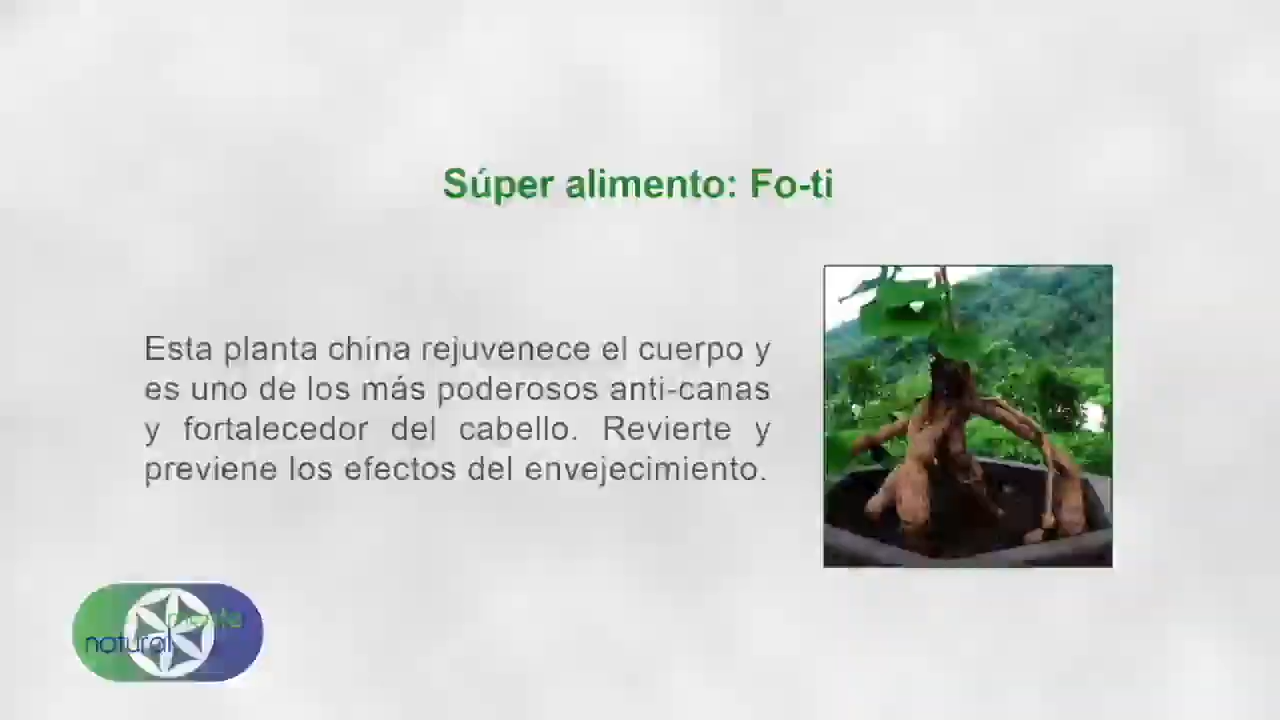 Súper alimento: Fo-ti
Esta planta china rejuvenece el cuerpo y
es uno de los más poderosos anti-canas
y fortalecedor del cabello. Revierte y
previene los efectos del envejecimiento.
natural